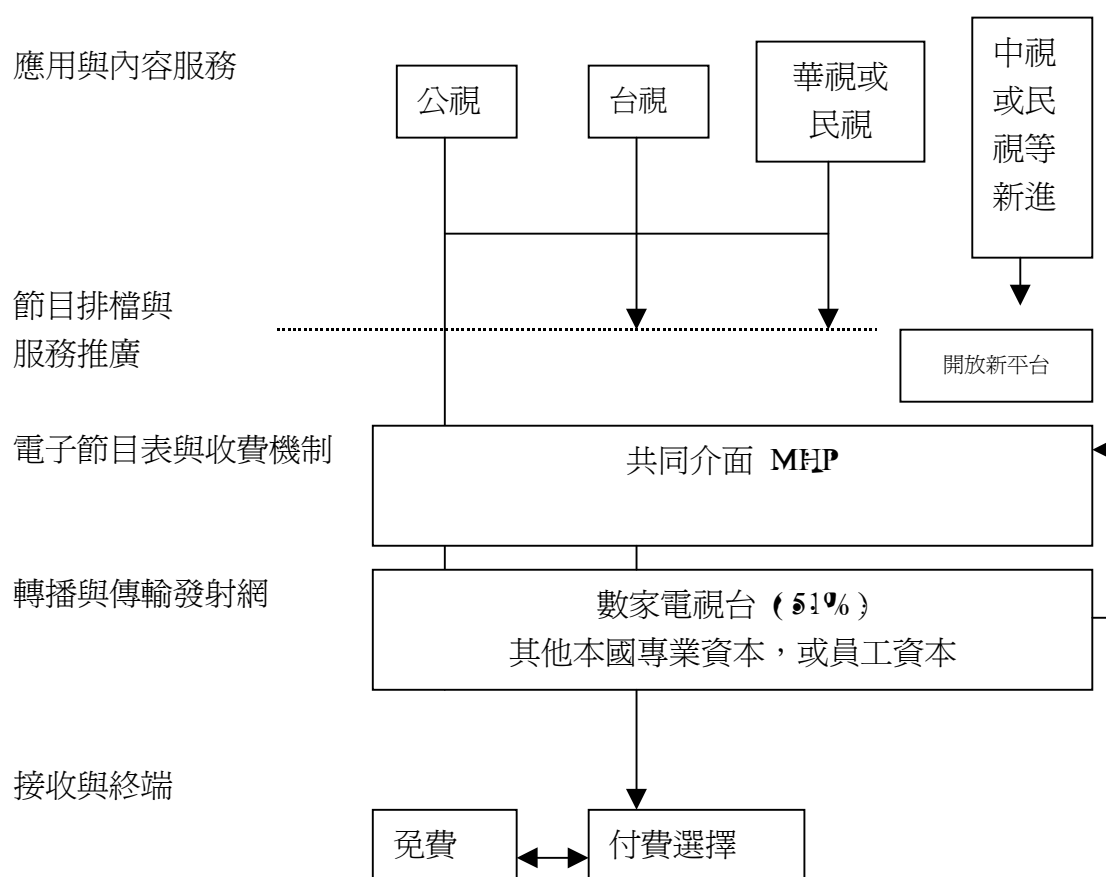 應用與內容服務
公視
台視
華視或
民視
中視
或民
視等
新進
節目排檔與
服務推廣
開放新平台
電子節目表與收費機制
共同介面 MHP
轉播與傳輸發射網
數家電視台（51%）
其他本國專業資本，或員工資本
接收與終端
免費
付費選擇